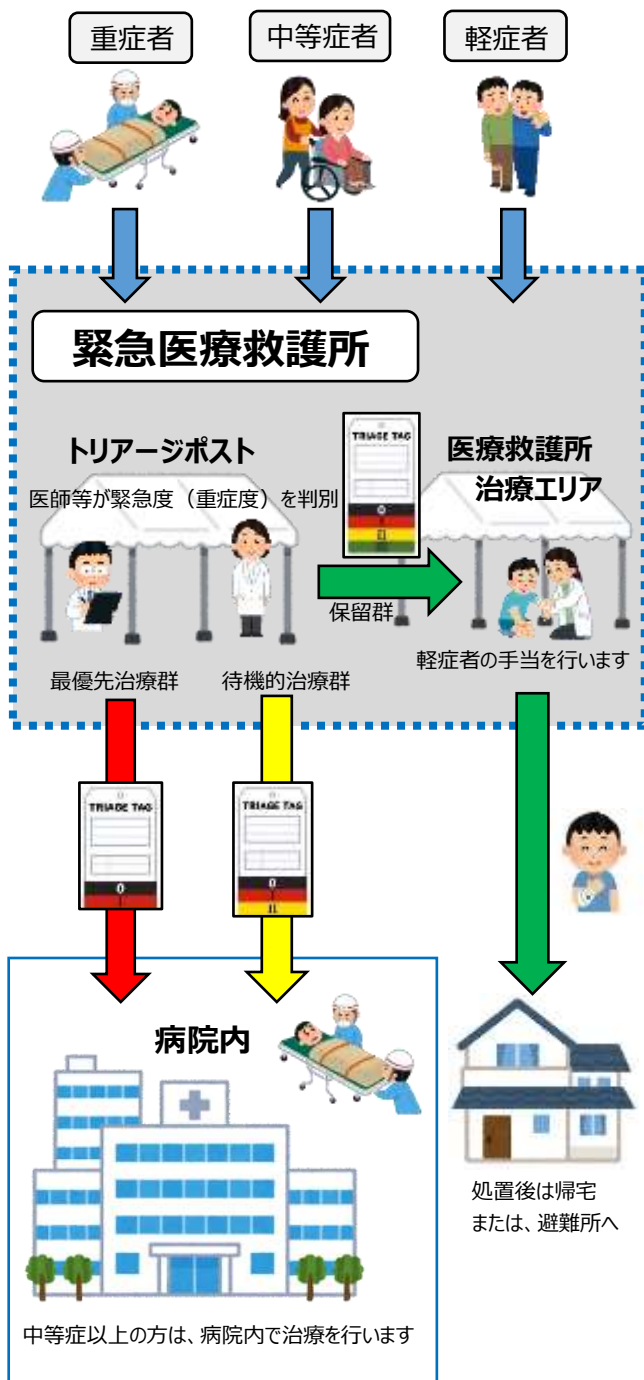 重症者
中等症者
軽症者
緊急医療救護所
トリアージポスト
医師等が緊急度（重症度）を判別
TRIAGE TAG
0
I
II
医療救護所
治療エリア
保留群
軽症者の手当を行います
最優先治療群
待機的治療群
TRIAGE TAG
0
I
TRIAGE TAG
0
I
II
病院内
処置後は帰宅
または、避難所へ
中等症以上の方は、病院内で治療を行います